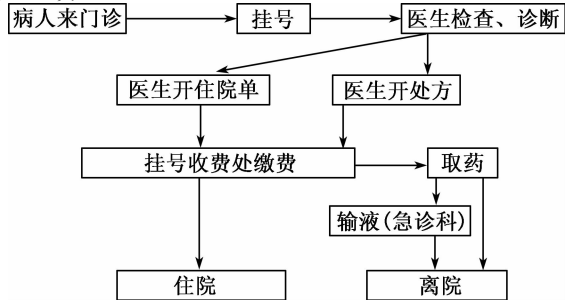 病人来门诊
挂号
医生检查、诊断
医生开住院单
医生开处方
挂号收费处缴费
取药
输液(急诊科)
住院
离院